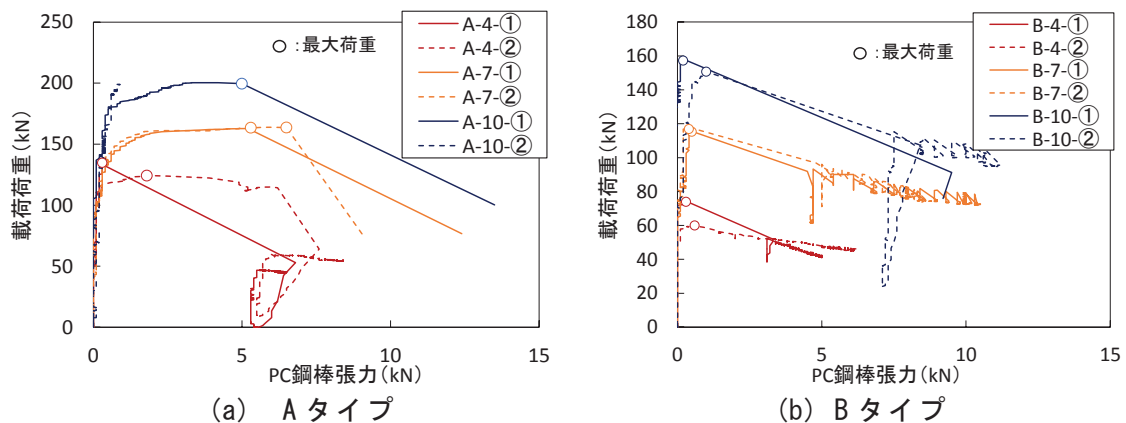 載荷荷重(kN)
250
200
150
100
50
0
0 5 10 15
PC鋼棒張力(kN)
○:最大荷重
A-4-①
A-4-②
A-7-①
A-7-②
A-10-①
A-10-②
(a) Aタイプ
載荷荷重(kN)
180
160
140
120
100
80
60
40
20
0
0 5 10 15
PC鋼棒張力(kN)
○:最大荷重
B-4-①
B-4-②
B-7-①
B-7-②
B-10-①
B-10-②
(b) Bタイプ